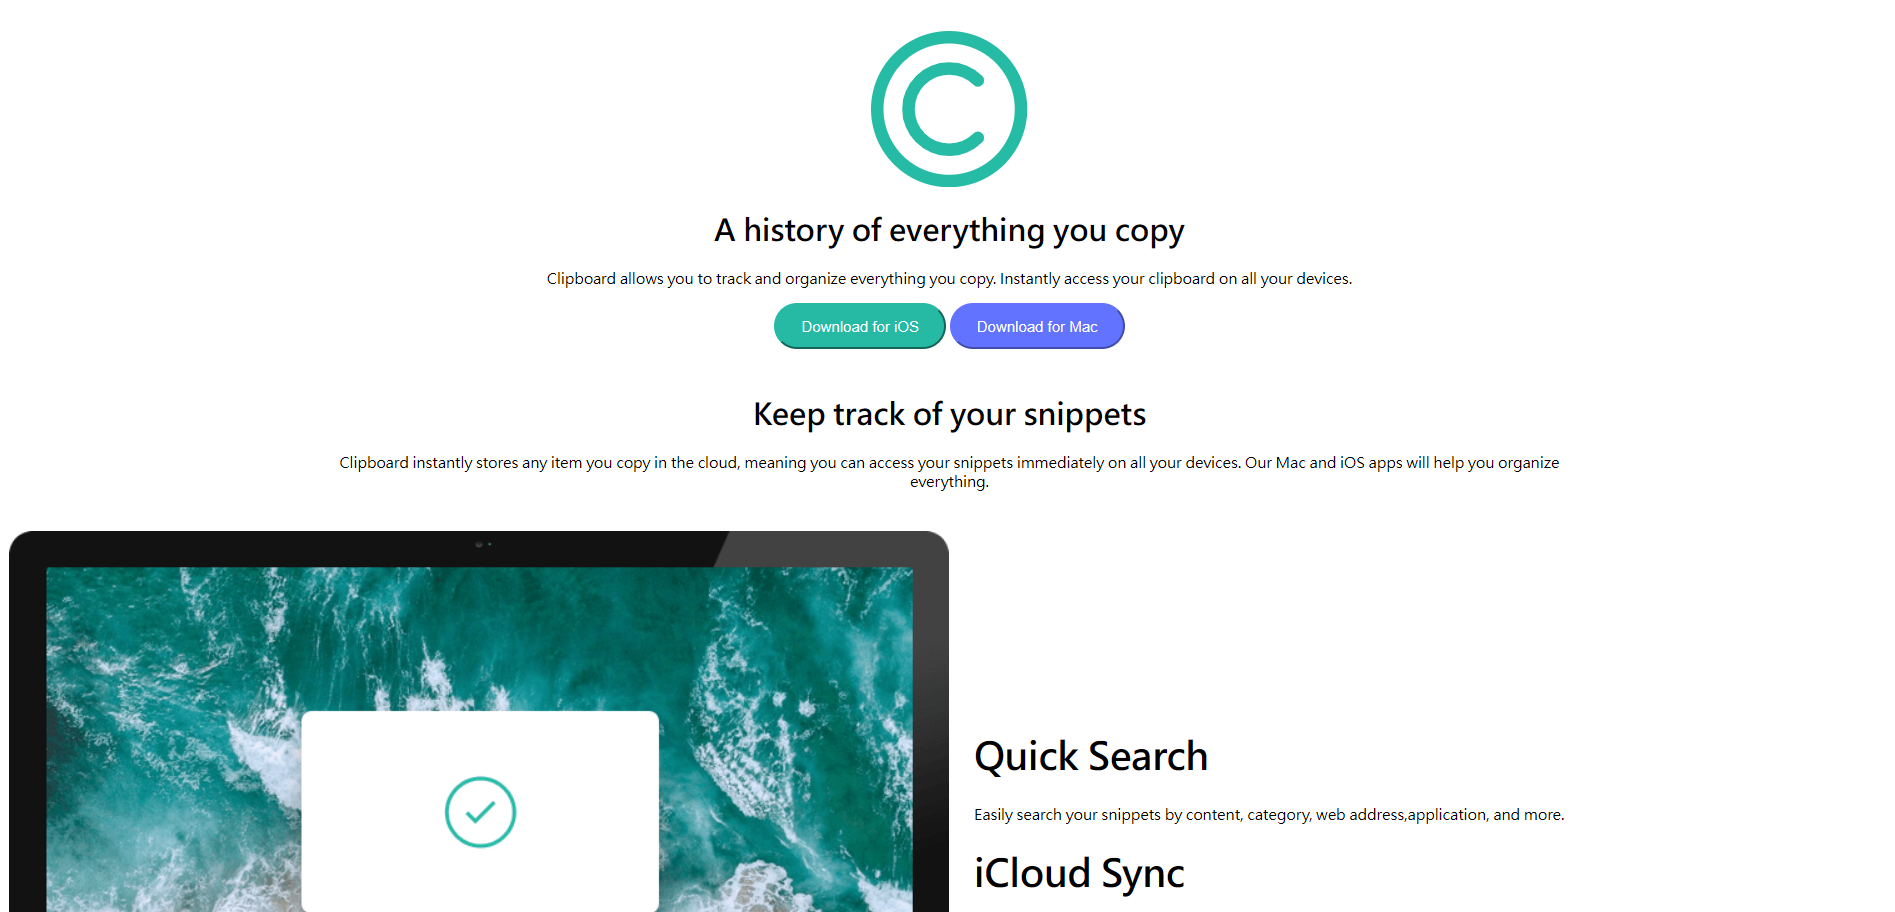 A history of everything you copy
Clipboard allows you to track and organize everything you copy. Instantly access your clipboard on all your devices.
Download for iOS
Download for Mac
Keep track of your snippets
Clipboard instantly stores any item you copy in the cloud, meaning you can access your snippets immediately on all your devices. Our Mac and iOS apps will help you organize
everything.
Quick Search
Easily search your snippets by content, category, web address,application, and more.
iCloud Sync